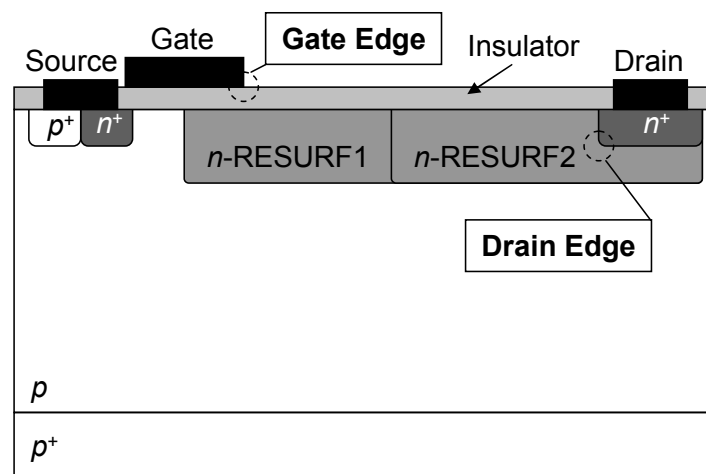 Gate
Gate Edge
Insulator
Source
Drain
p+
n+
n+
n-RESURF1
n-RESURF2
Drain Edge
p
p+